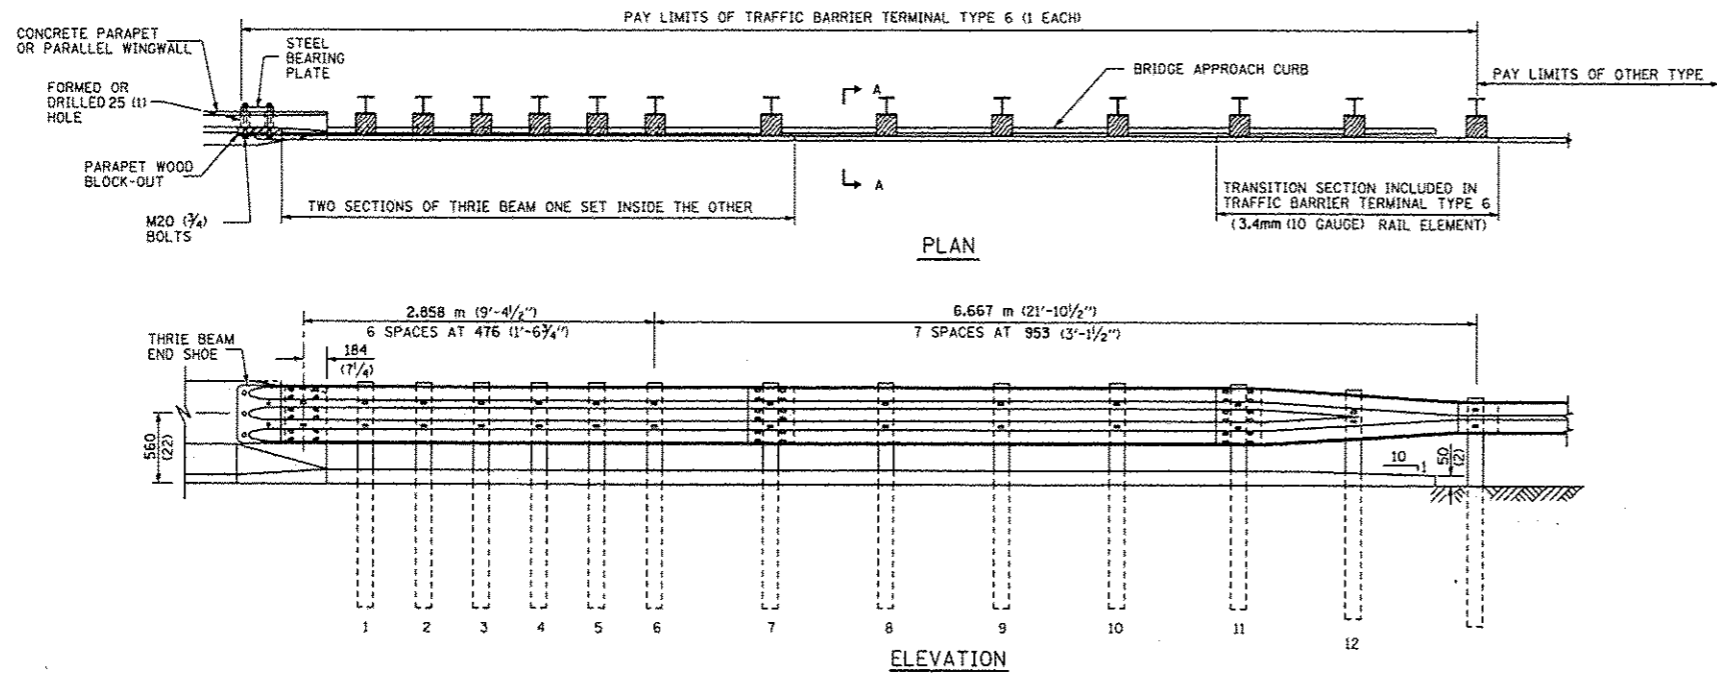 PAY LIMITS OF TRAFFIC BARRIER TERMINAL TYPE 6 (1 EACH)
CONCRETE PARAPET
OR PARALLEL WINGWALL
STEEL
BEARING
PLATE
FORMED OR
DRILLED 25 (1)
HOLE
PARAPET WOOD
BLOCK-OUT
M20 (3/4)
BOLTS
TWO SECTIONS OF THRIE BEAM ONE SET INSIDE THE OTHER
A
A
BRIDGE APPROACH CURB
PAY LIMITS OF OTHER TYPE
TRANSITION SECTION INCLUDED IN
TRAFFIC BARRIER TERMINAL TYPE 6
(3.4mm (10 GAUGE) RAIL ELEMENT)
PLAN
2.858 m (9'-4 1/2")
6 SPACES AT 476 (1'-6 3/4")
6.667 m (21'-10 1/2")
7 SPACES AT 953 (3'-1 1/2")
THRIE BEAM
END SHOE
184
(7 1/4)
560
(22)
10
1
50
(2)
1 2 3 4 5 6 7 8 9 10 11 12
ELEVATION